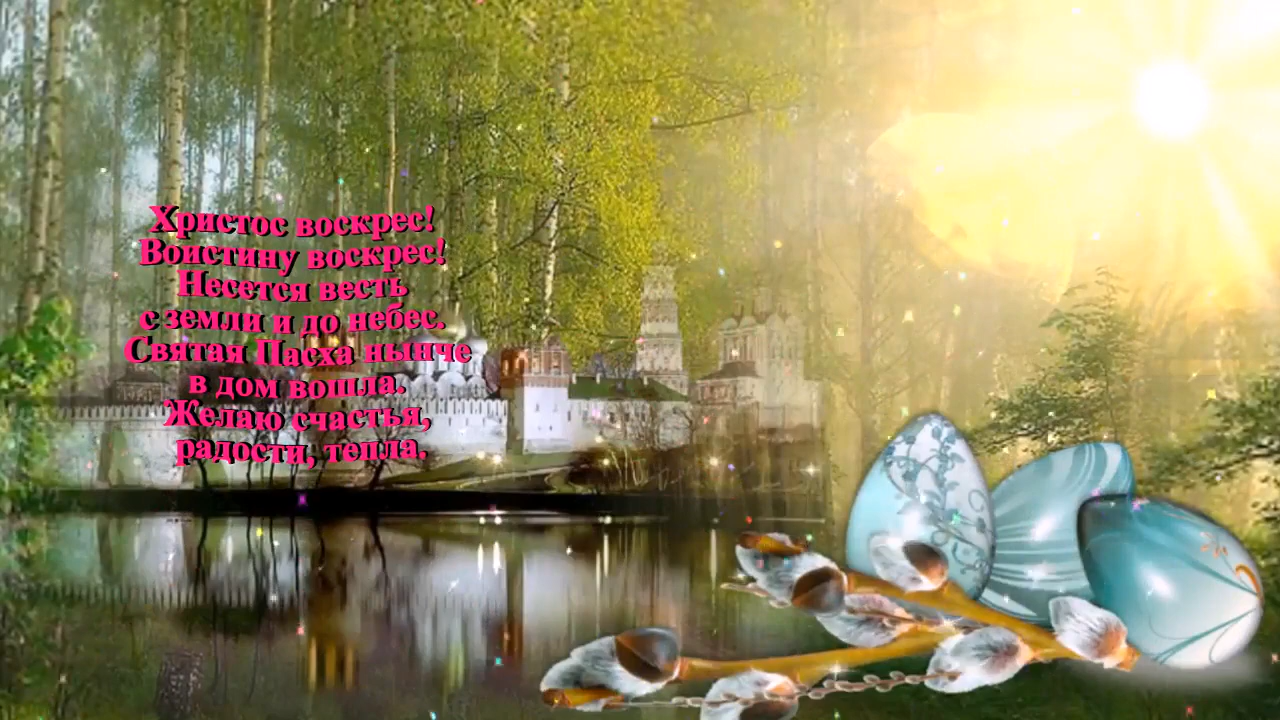 Христос воскрес!
Воистину воскрес!
Несется весть
с земли и до небес.
Святая Пасха нынче
в дом вошла.
Желаю счастья,
радости, тепла.